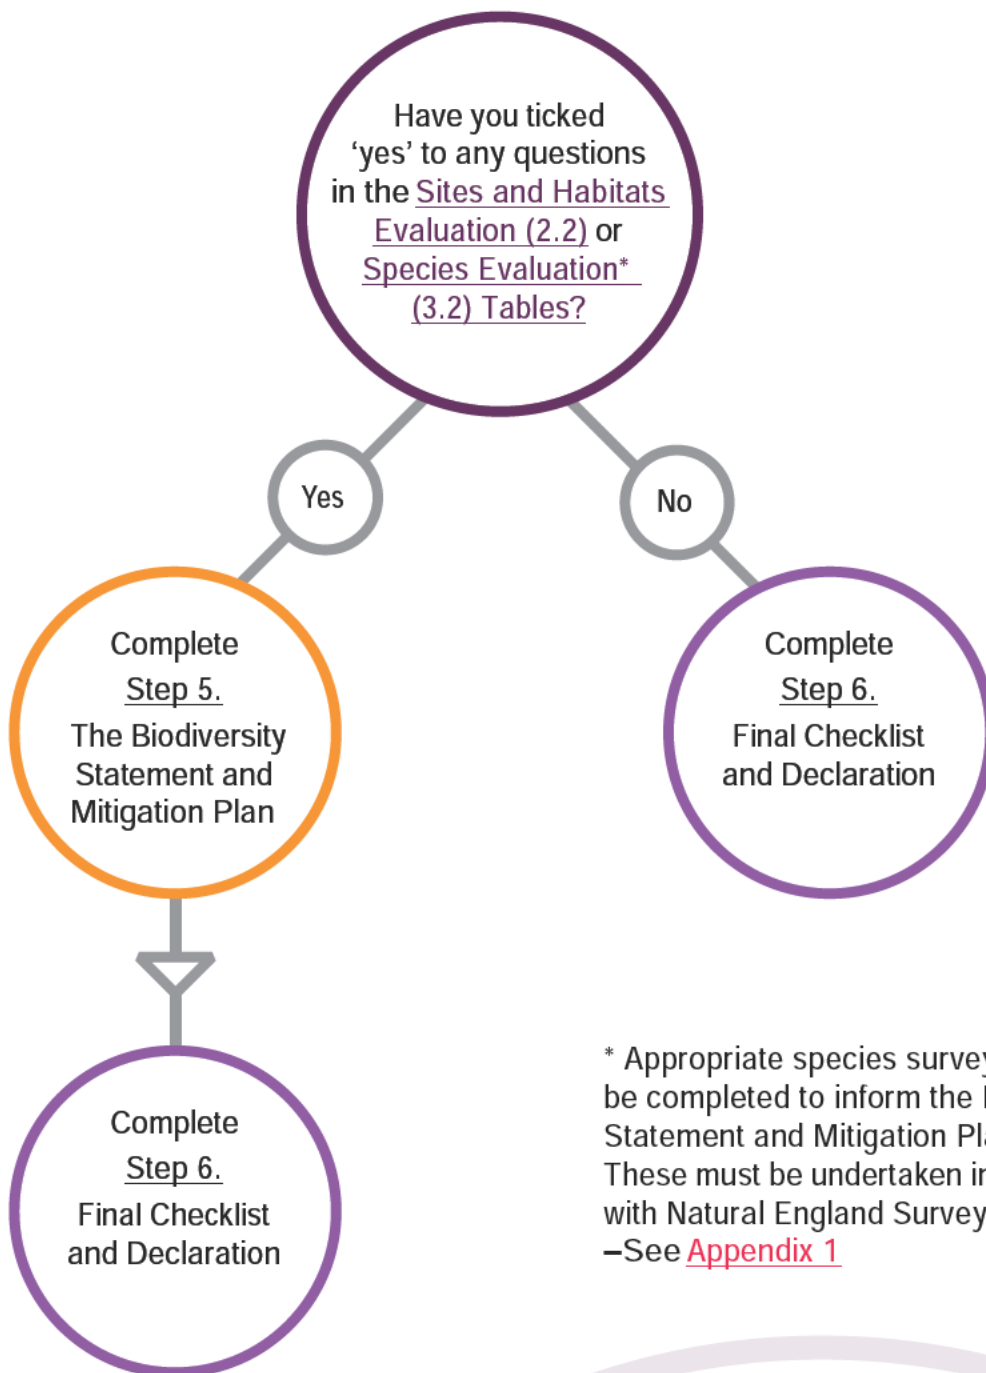 Have you ticked
‘yes’ to any questions
in the Sites and Habitats
Evaluation (2.2) or
Species Evaluation*
(3.2) Tables?
Yes
No
Complete
Step 5.
The Biodiversity
Statement and
Mitigation Plan
Complete
Step 6.
Final Checklist
and Declaration
Complete
Step 6.
Final Checklist
and Declaration
* Appropriate species survey
be completed to inform the
Statement and Mitigation
These must be undertaken in
with Natural England Survey
–See Appendix 1